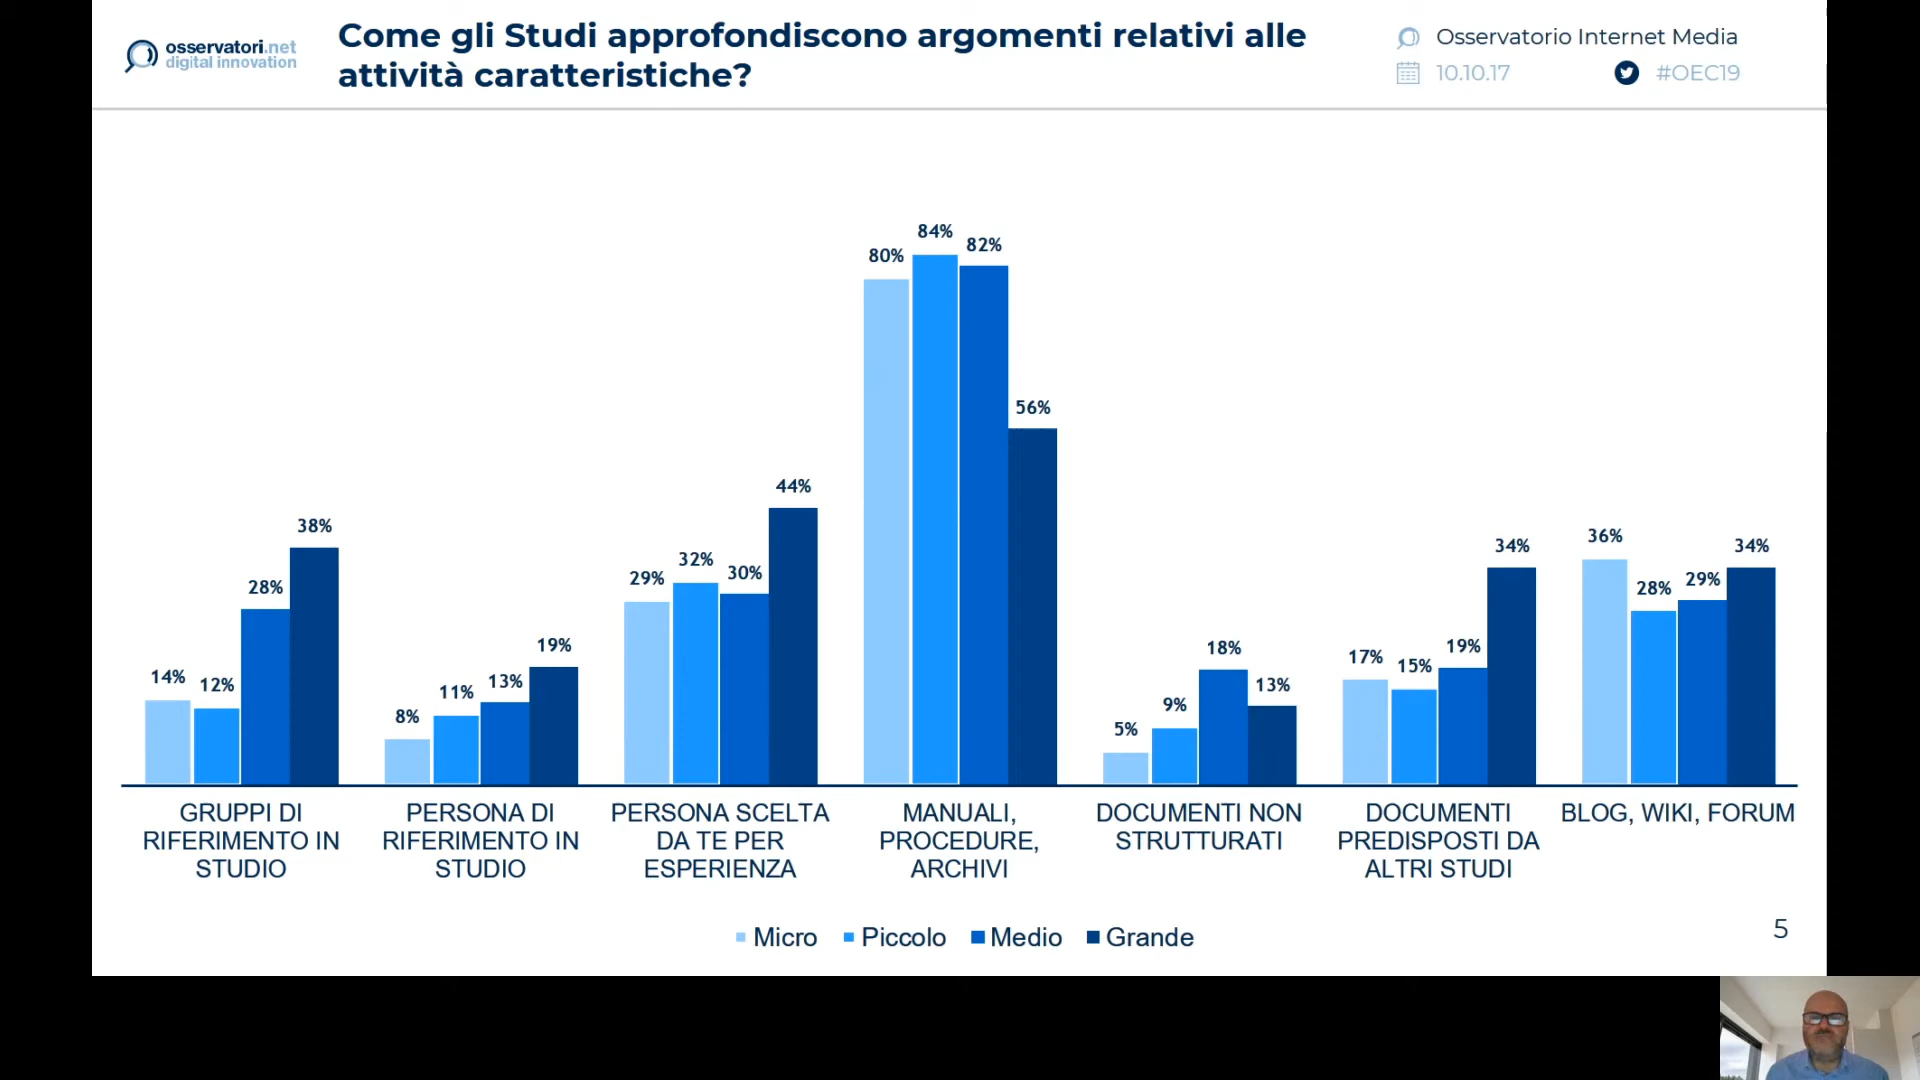 osservatori.net
digital innovation
Come gli Studi approfondiscono argomenti relativi alle
attività caratteristiche?
Osservatorio Internet Media
10.10.17
#OEC19
14%
12%
28%
38%
8%
11%
13%
19%
29%
32%
30%
44%
80%
84%
82%
56%
5%
9%
18%
13%
17%
15%
19%
34%
36%
28%
29%
34%
GRUPPI DI
RIFERIMENTO IN
STUDIO
PERSONA DI
RIFERIMENTO IN
STUDIO
PERSONA SCELTA
DA TE PER
ESPERIENZA
MANUALI,
PROCEDURE,
ARCHIVI
DOCUMENTI NON
STRUTTURATI
DOCUMENTI
PREDISPOSTI DA
ALTRI STUDI
BLOG, WIKI, FORUM
Micro Piccolo Medio Grande
5